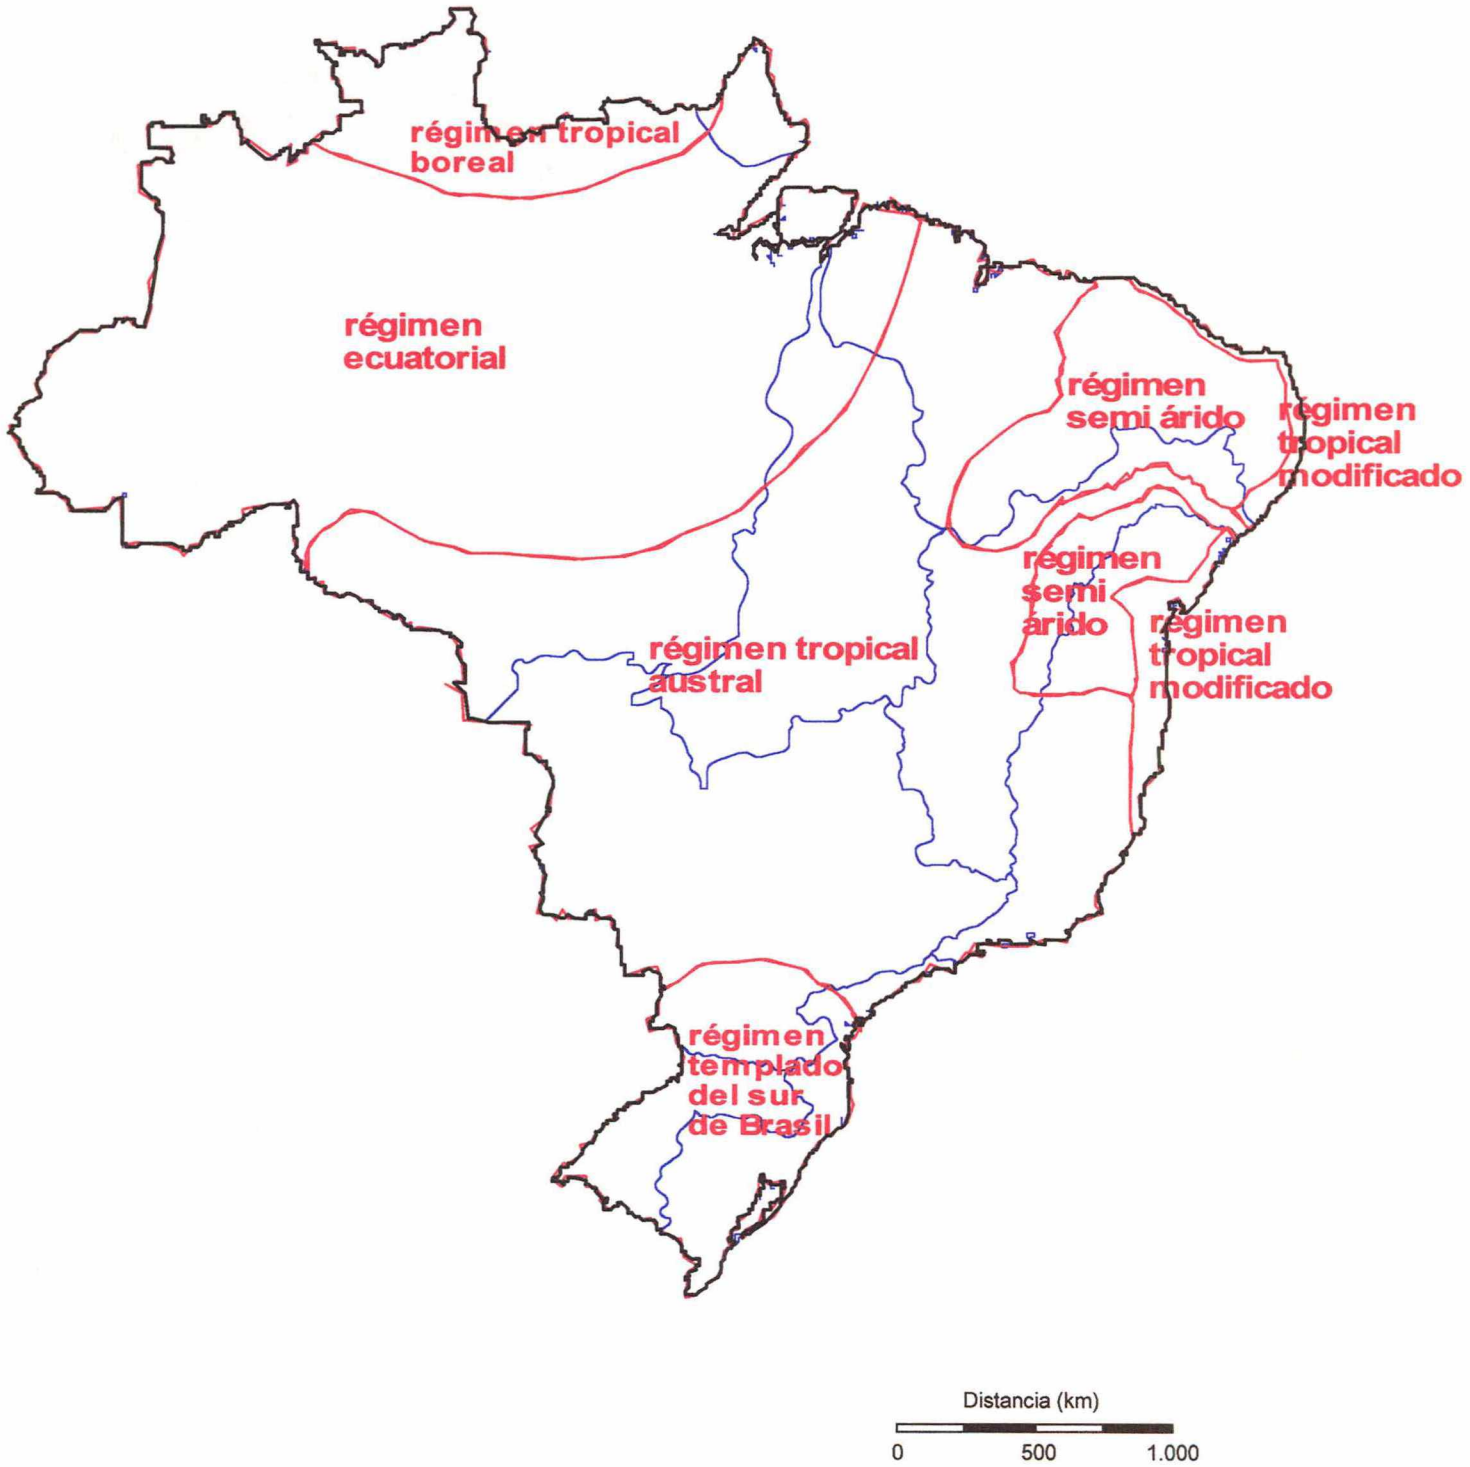 régimen tropical
boreal
régimen
ecuatorial
régimen
semi árido
régimen
tropical
modificado
régimen
semi
árido
régimen
tropical
modificado
régimen tropical
austral
régimen
templado
del sur
de Brasil
Distancia (km)
0 500 1.000